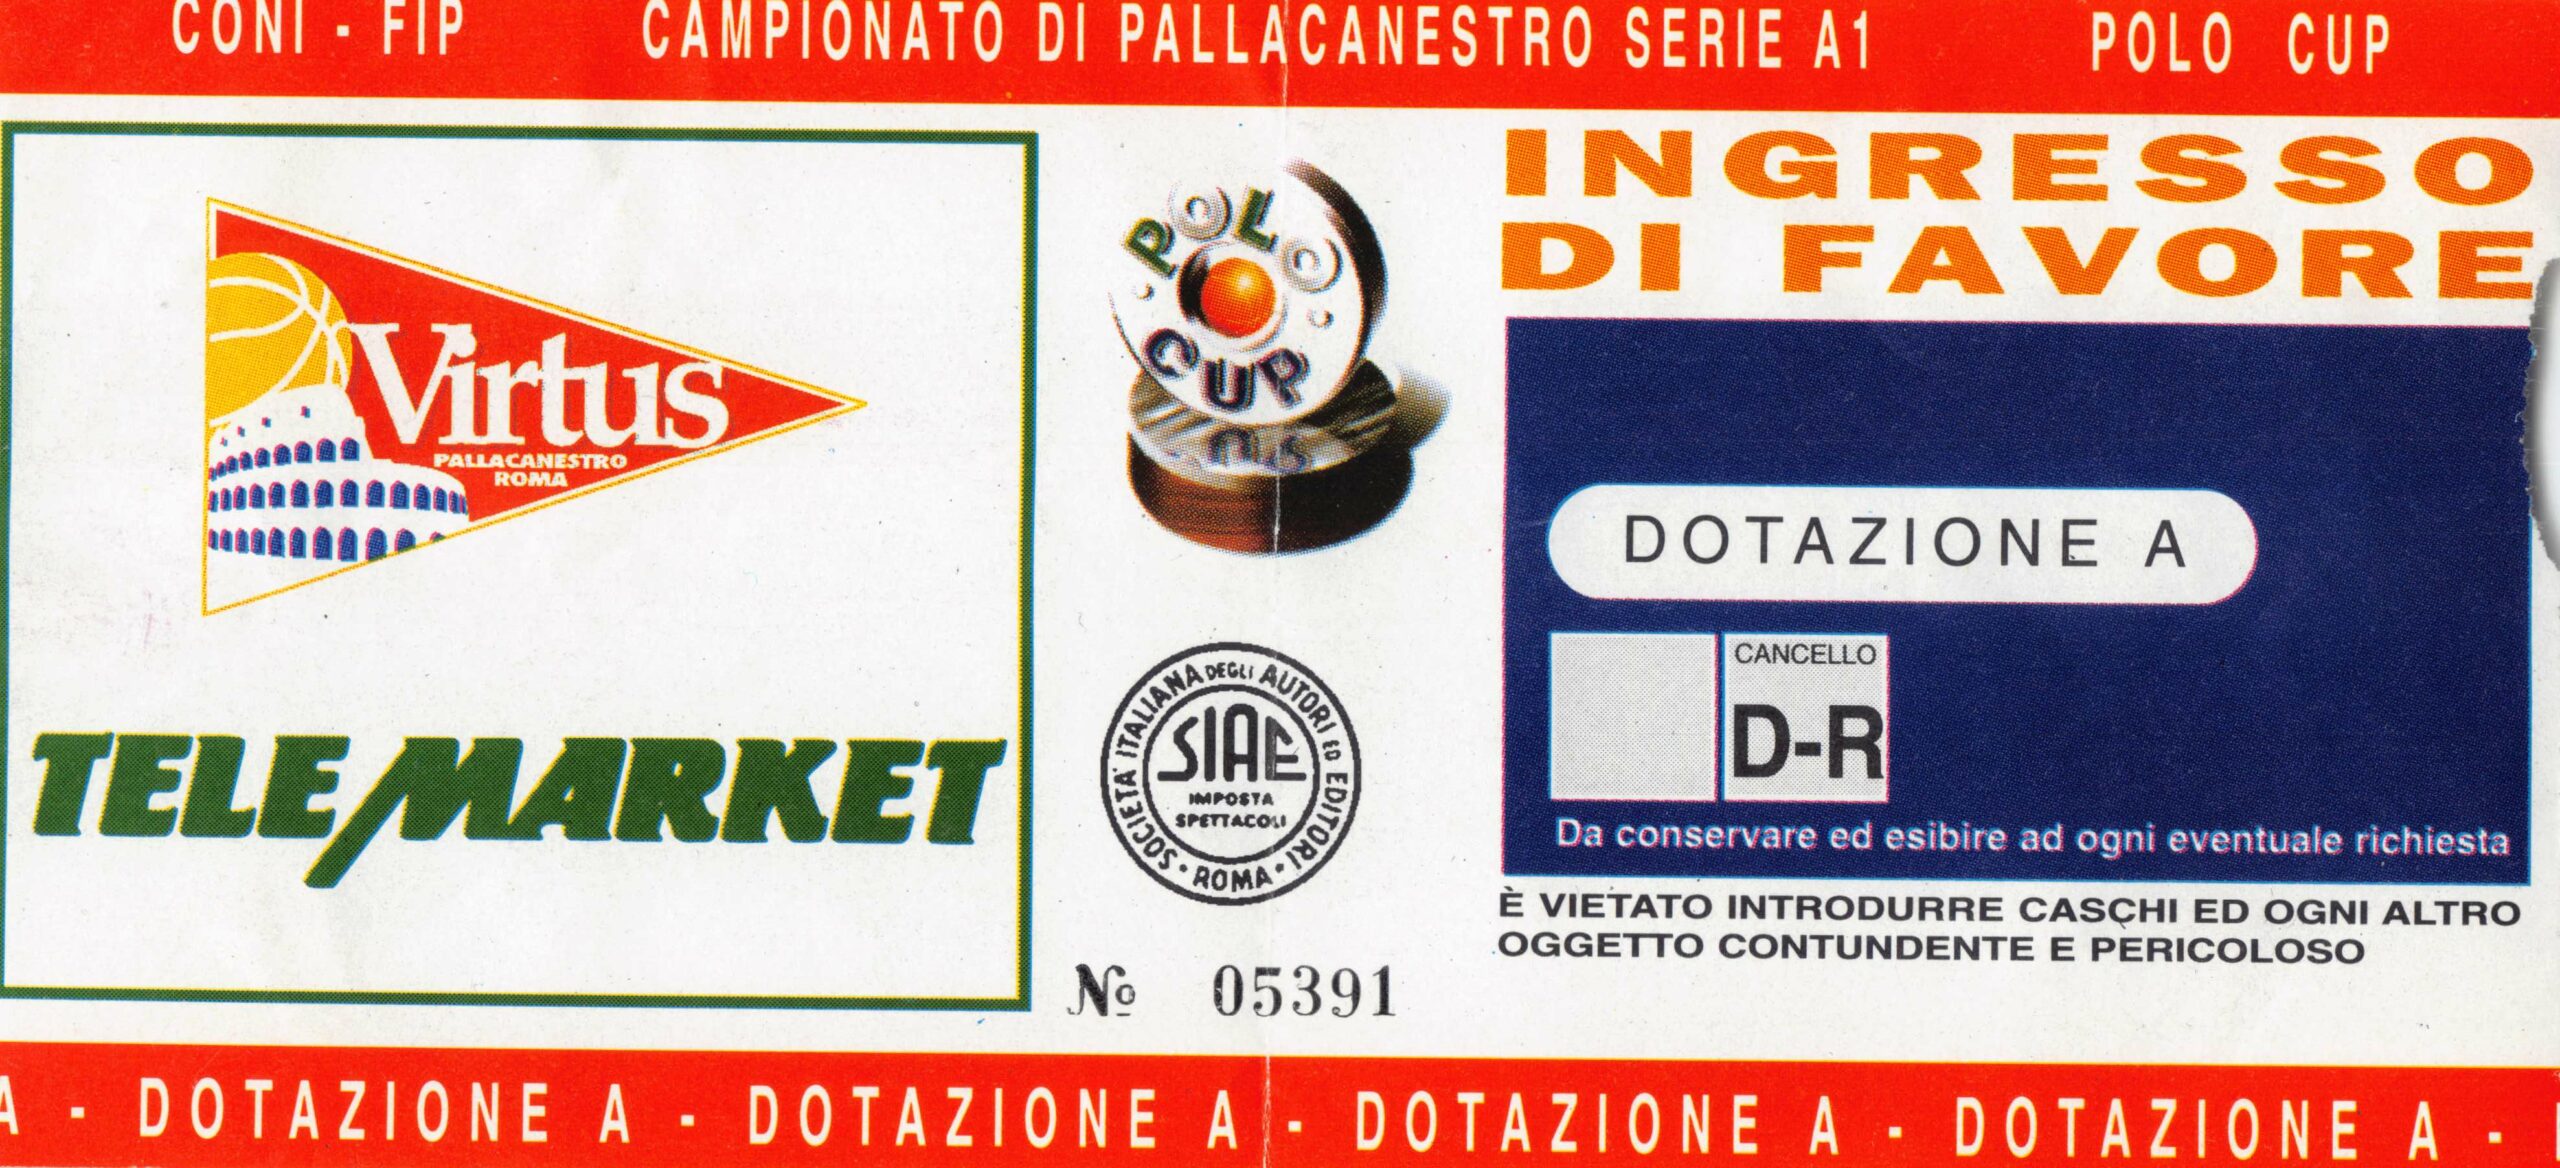 CONI - FIP CAMPIONATO DI PALLACANESTRO SERIE A1 POLO CUP
Virtus
PALLACANESTRO
ROMA
TELEMARKET
POLO
CUP
SOCIETA' ITALIANA DEGLI AUTORI ED EDITORI · ROMA ·
SIAE
IMPOSTA
SPETTACOLI
No 05391
INGRESSO
DI FAVORE
DOTAZIONE A
CANCELLO
D-R
Da conservare ed esibire ad ogni eventuale richiesta
È VIETATO INTRODURRE CASCHI ED OGNI ALTRO
OGGETTO CONTUNDENTE E PERICOLOSO
A - DOTAZIONE A - DOTAZIONE A - DOTAZIONE A - DOTAZIONE A -